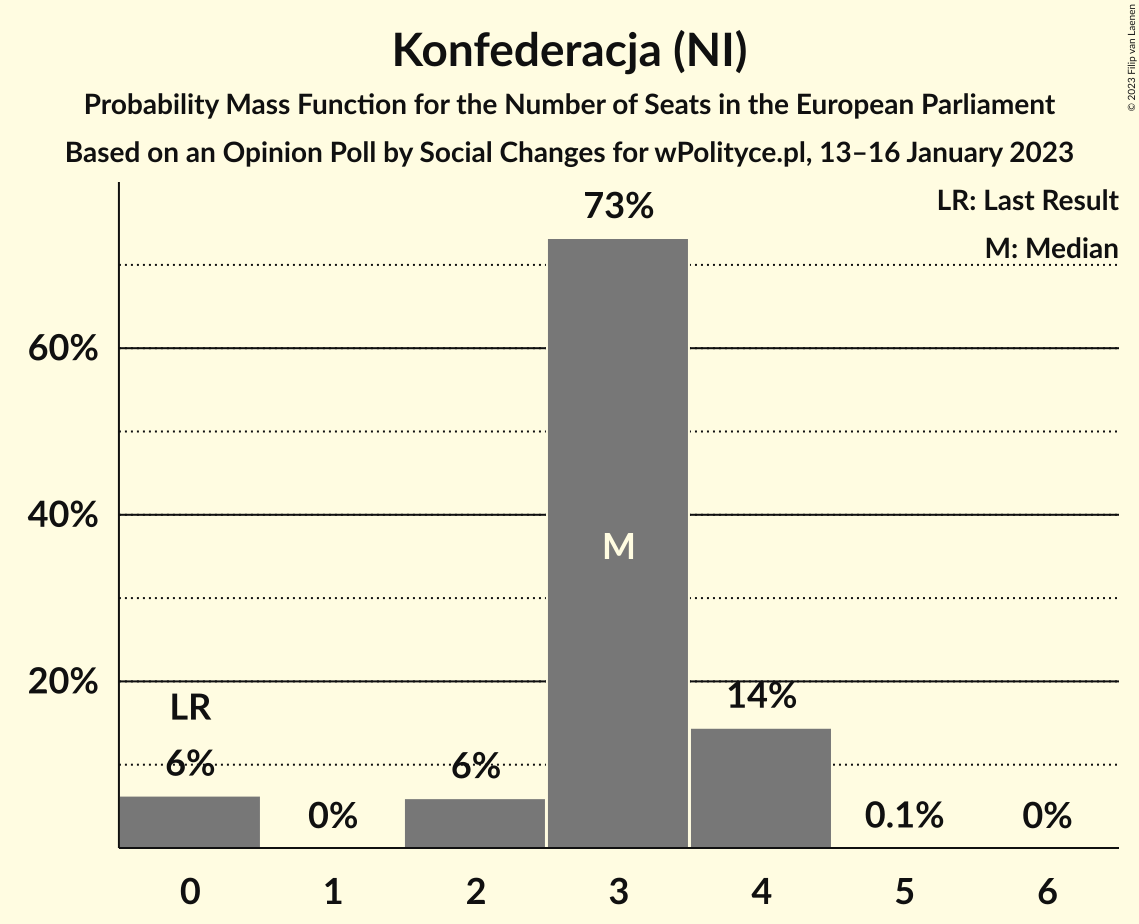 Konfederacja (NI)
Probability Mass Function for the Number of Seats in the European Parliament
Based on an Opinion Poll by Social Changes for wPolityce.pl, 13–16 January 2023
© 2023 Filip van Laenen
LR: Last Result
M: Median
73%
60%
40%
20%
M
LR
6%
0%
6%
14%
0.1%
0%
0 1 2 3 4 5 6